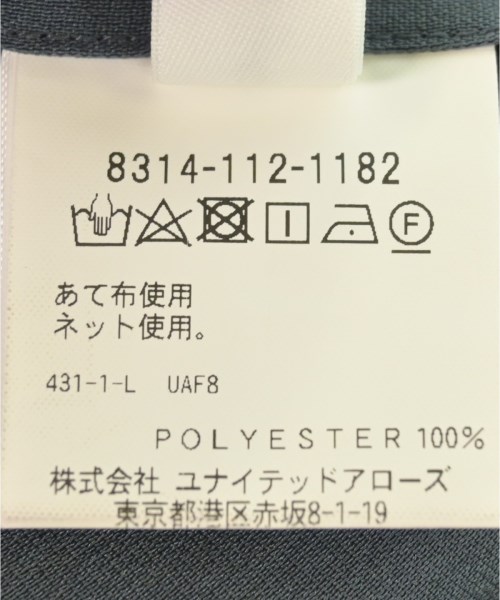 8314-112-1182
F
あて布使用
ネット使用。
431-1-L UAF8
POLYESTER 100%
株式会社 ユナイテッドアローズ
東京都港区赤坂8-1-19